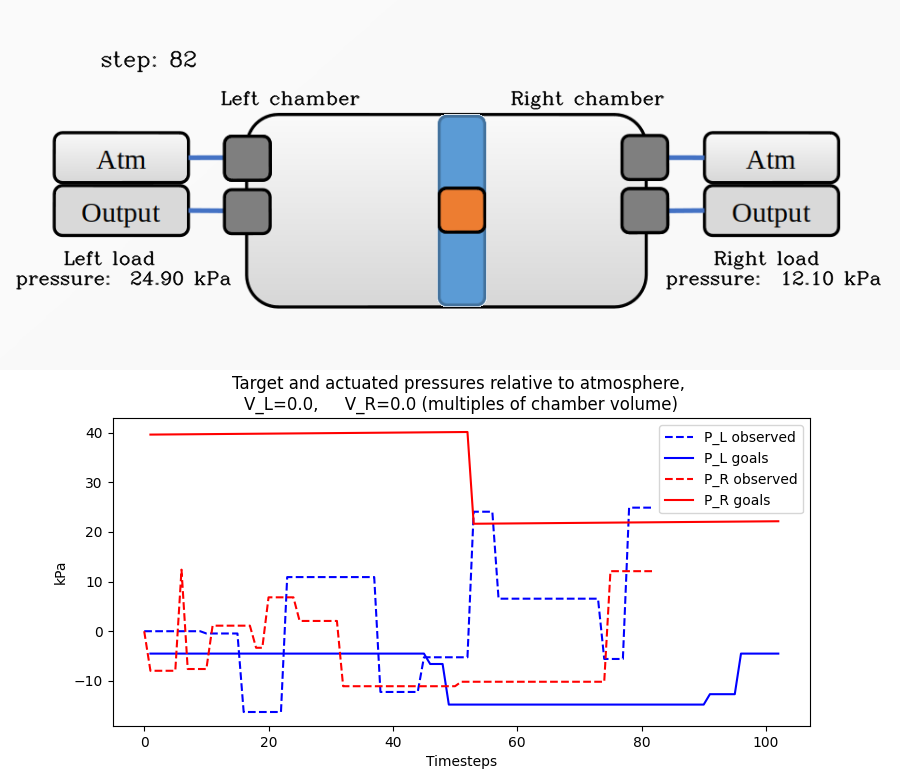 step: 82
Left chamber
Right chamber
Atm
Atm
Output
Output
Left load
pressure: 24.90 kPa
Right load
pressure: 12.10 kPa
Target and actuated pressures relative to atmosphere,
V_L=0.0, V_R=0.0 (multiples of chamber volume)
P_L observed
P_L goals
P_R observed
P_R goals
kPa
40
30
20
10
0
−10
0
20
40
60
80
100
Timesteps